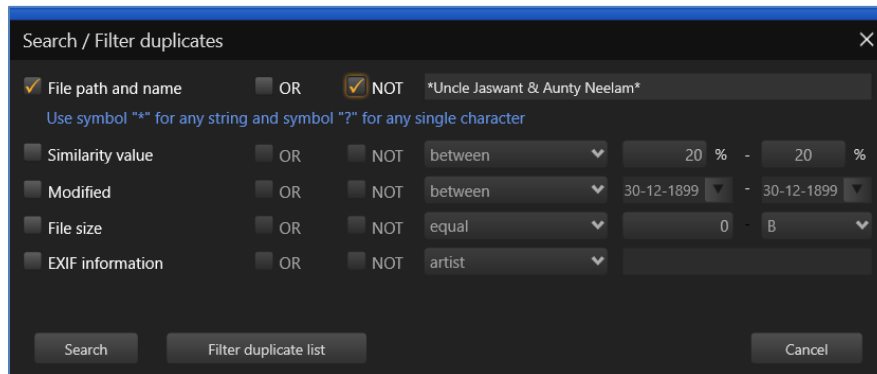 Search / Filter duplicates
File path and name OR NOT *Uncle Jaswant & Aunty Neelam*
Use symbol "*" for any string and symbol "?" for any single character
Similarity value OR NOT between 20 % - 20 %
Modified OR NOT between 30-12-1899 - 30-12-1899
File size OR NOT equal 0 - B
EXIF information OR NOT artist
Search Filter duplicate list Cancel